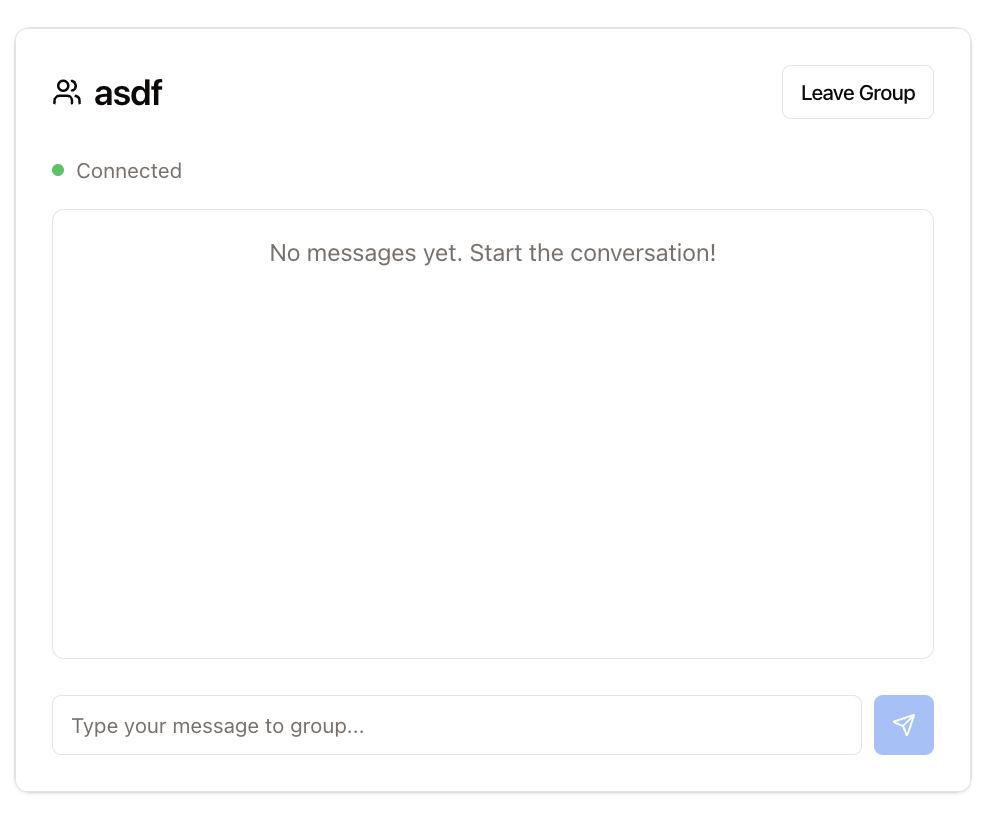 asdf
Leave Group
Connected
No messages yet. Start the conversation!
Type your message to group...